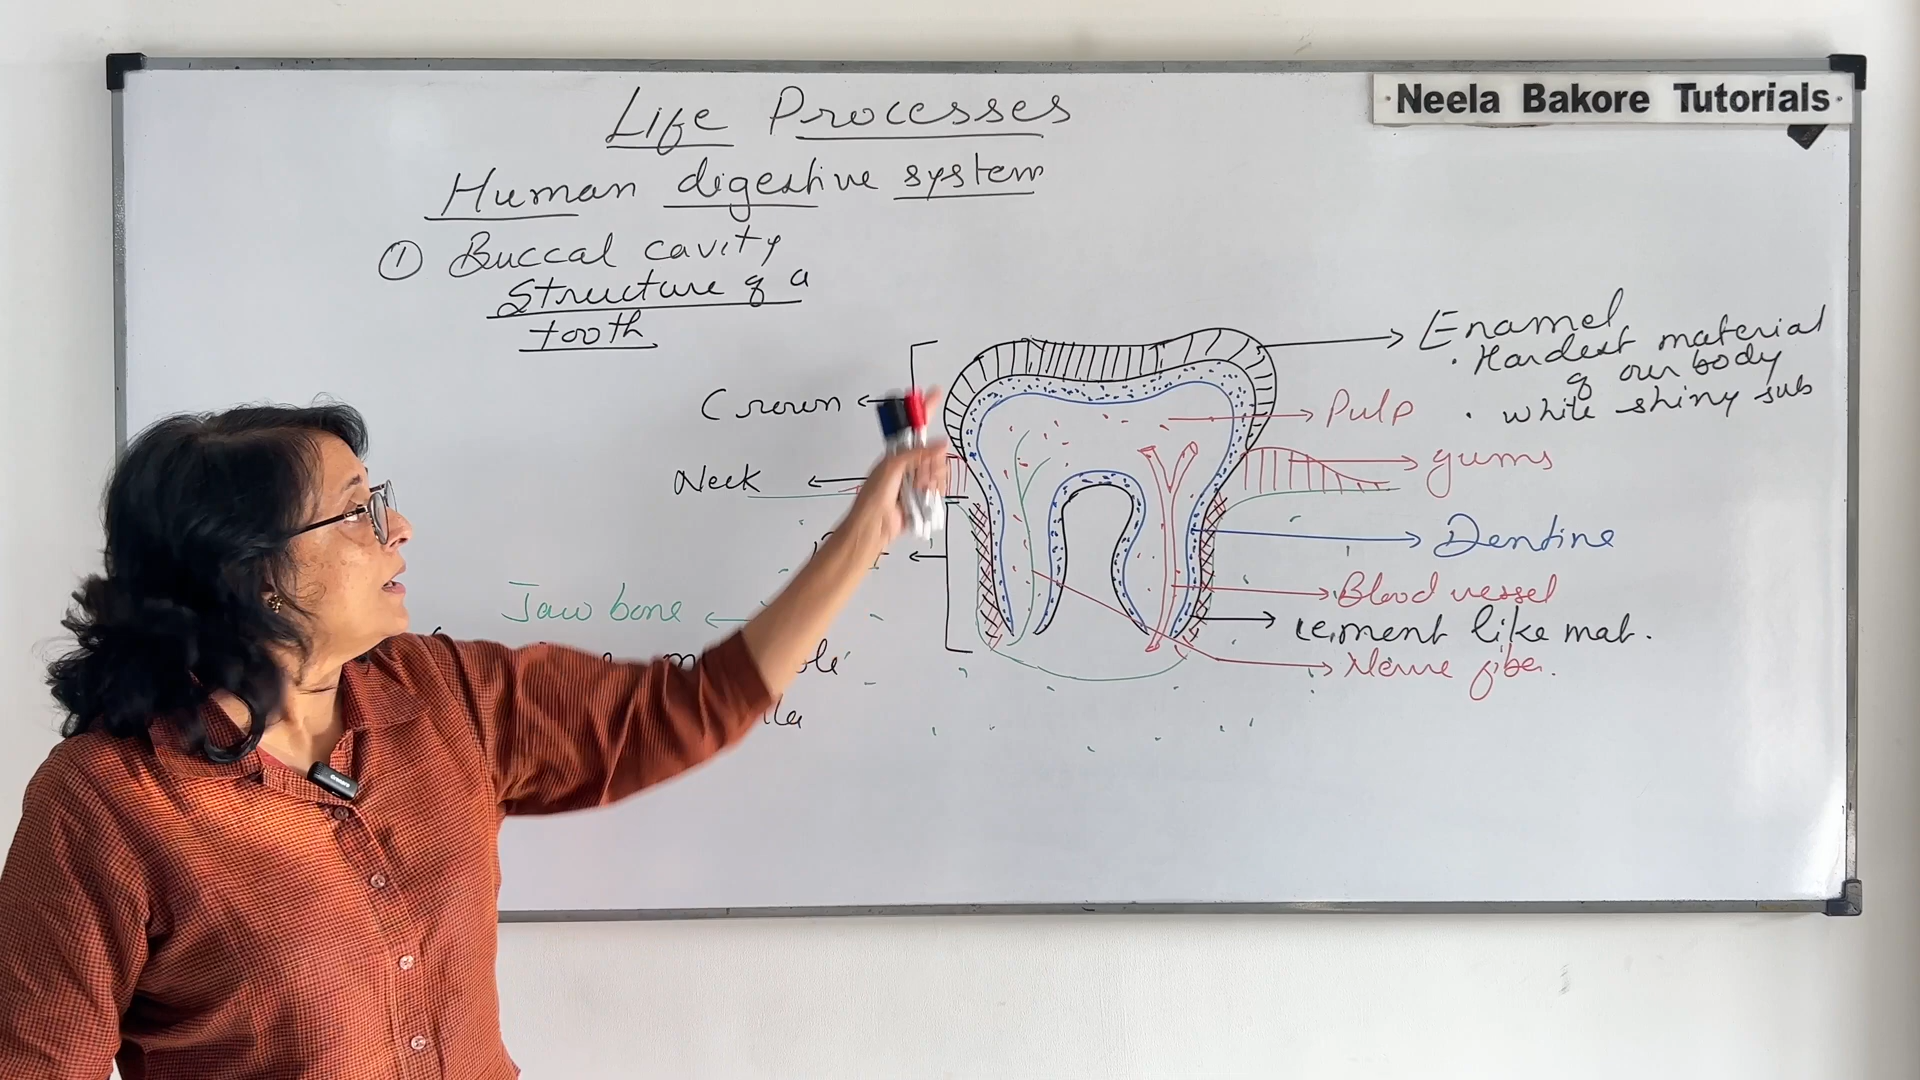 Life Processes
Neela Bakore Tutorials
Human digestive system
① Buccal cavity
Structure of a
tooth
Enamel
• Hardest material
of our body
• white shiny sub
Crown
Pulp
gums
Neck
Dentine
Blood vessel
Jaw bone
cement like mat.
Nerve fiber.